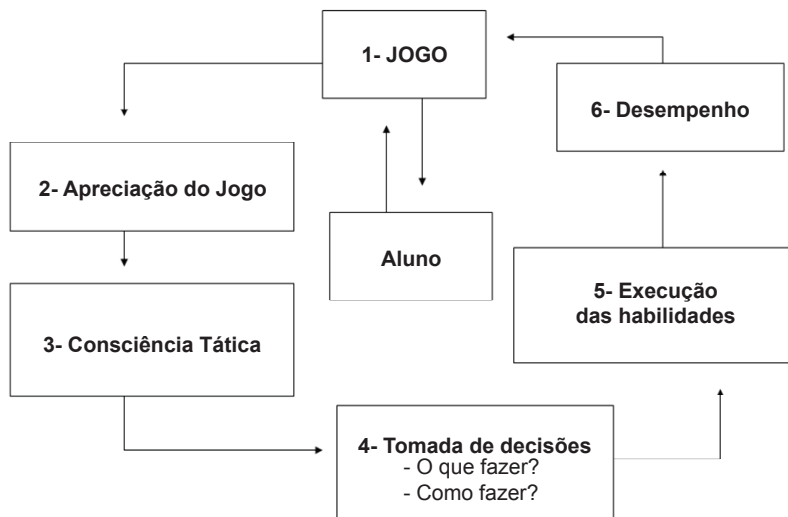 1- JOGO
2- Apreciação do Jogo
3- Consciência Tática
4- Tomada de decisões
- O que fazer?
- Como fazer?
5- Execução
das habilidades
6- Desempenho
Aluno